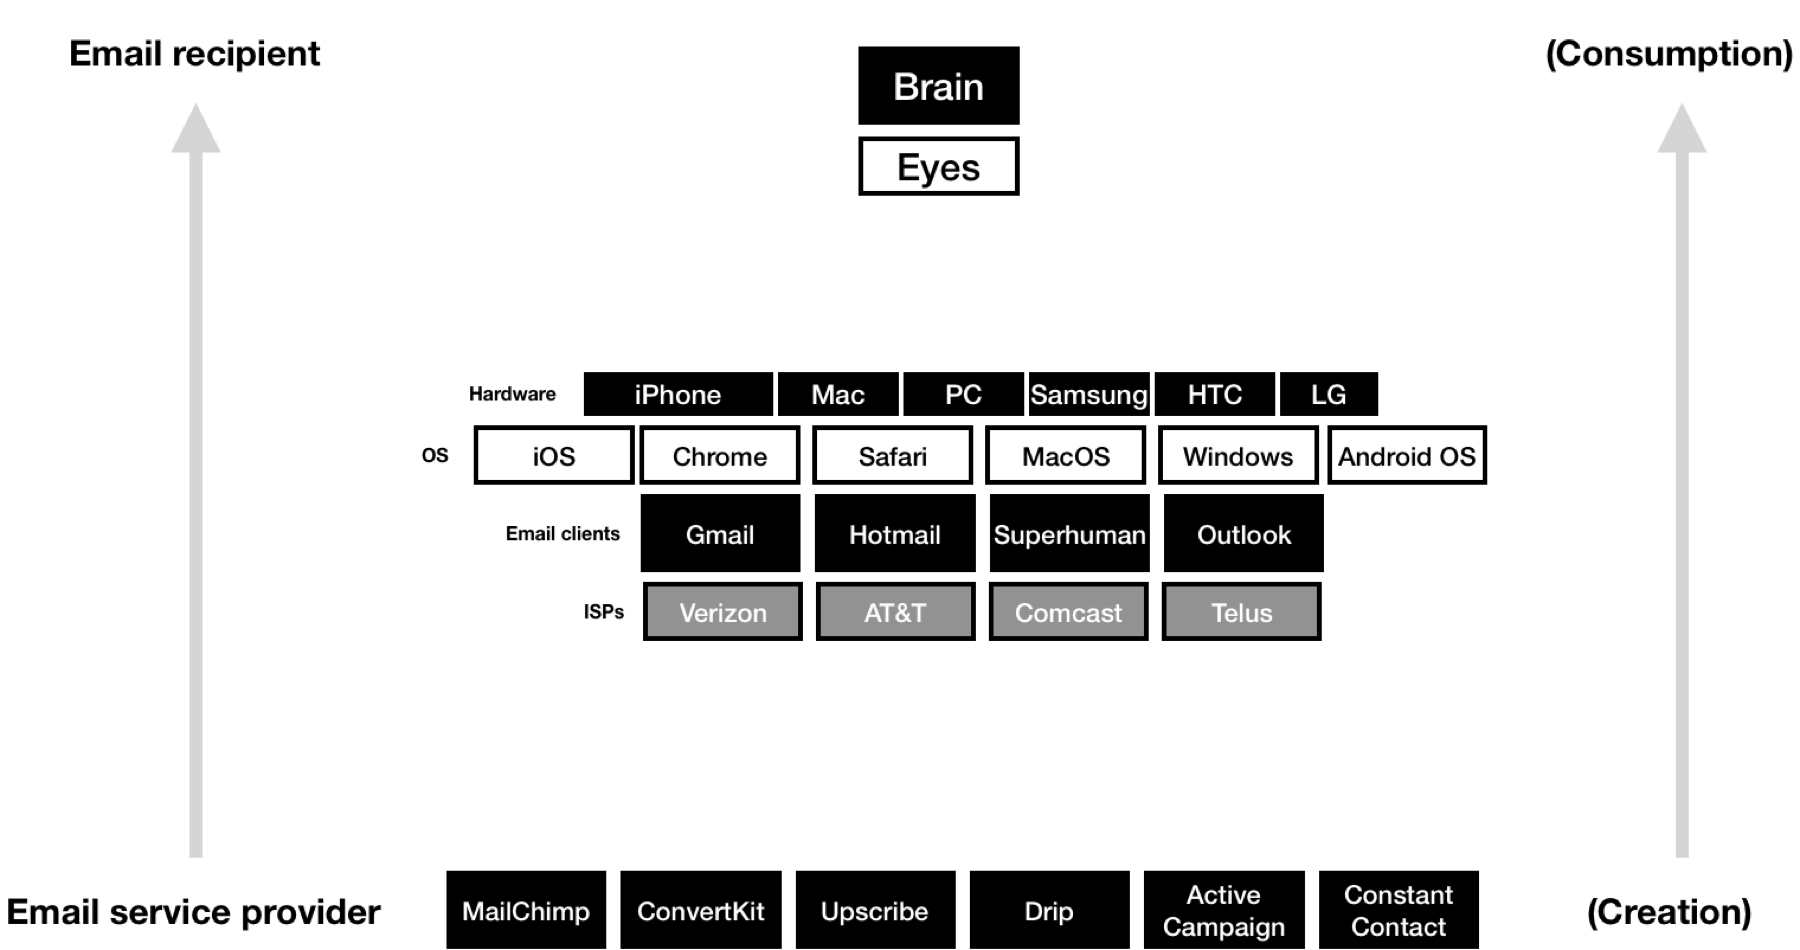 Email recipient
(Consumption)
Brain
Eyes
Hardware
iPhone
Mac
PC
Samsung
HTC
LG
OS
iOS
Chrome
Safari
MacOS
Windows
Android OS
Email clients
Gmail
Hotmail
Superhuman
Outlook
ISPs
Verizon
AT&T
Comcast
Telus
Email service provider
MailChimp
ConvertKit
Upscribe
Drip
Active
Campaign
Constant
Contact
(Creation)